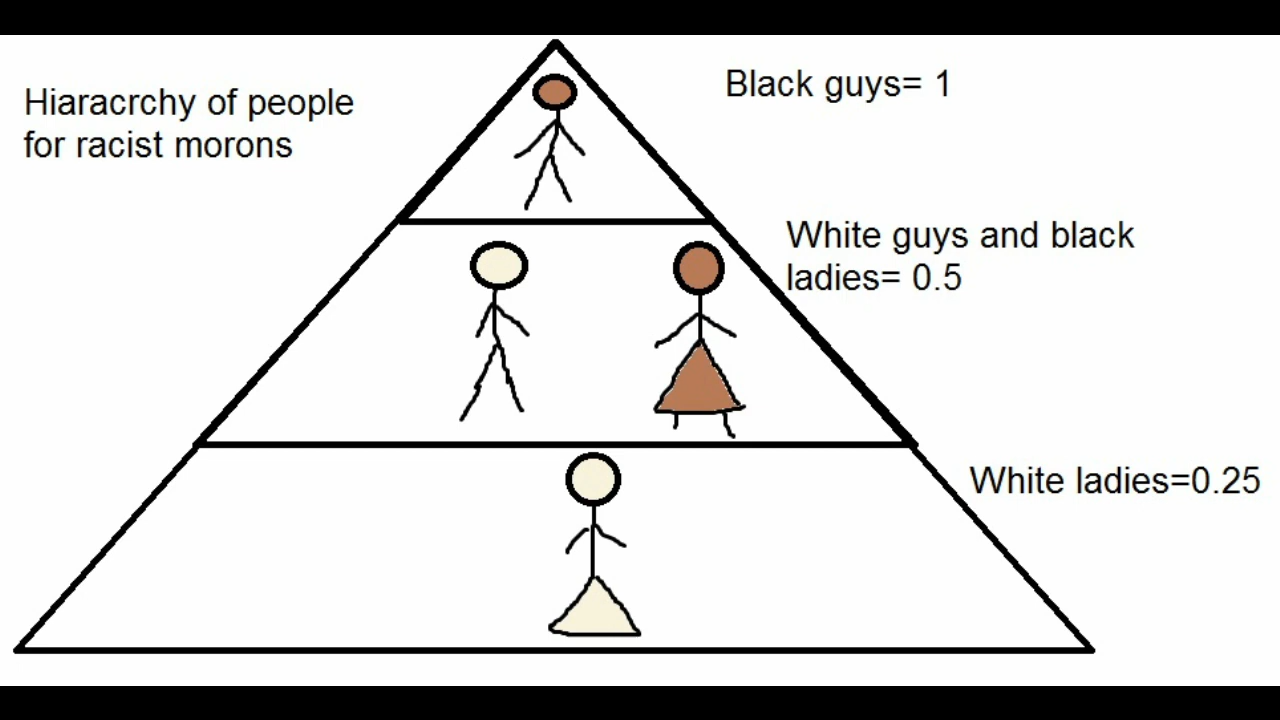 Hiaracrchy of people
for racist morons
Black guys= 1
White guys and black
ladies= 0.5
White ladies=0.25